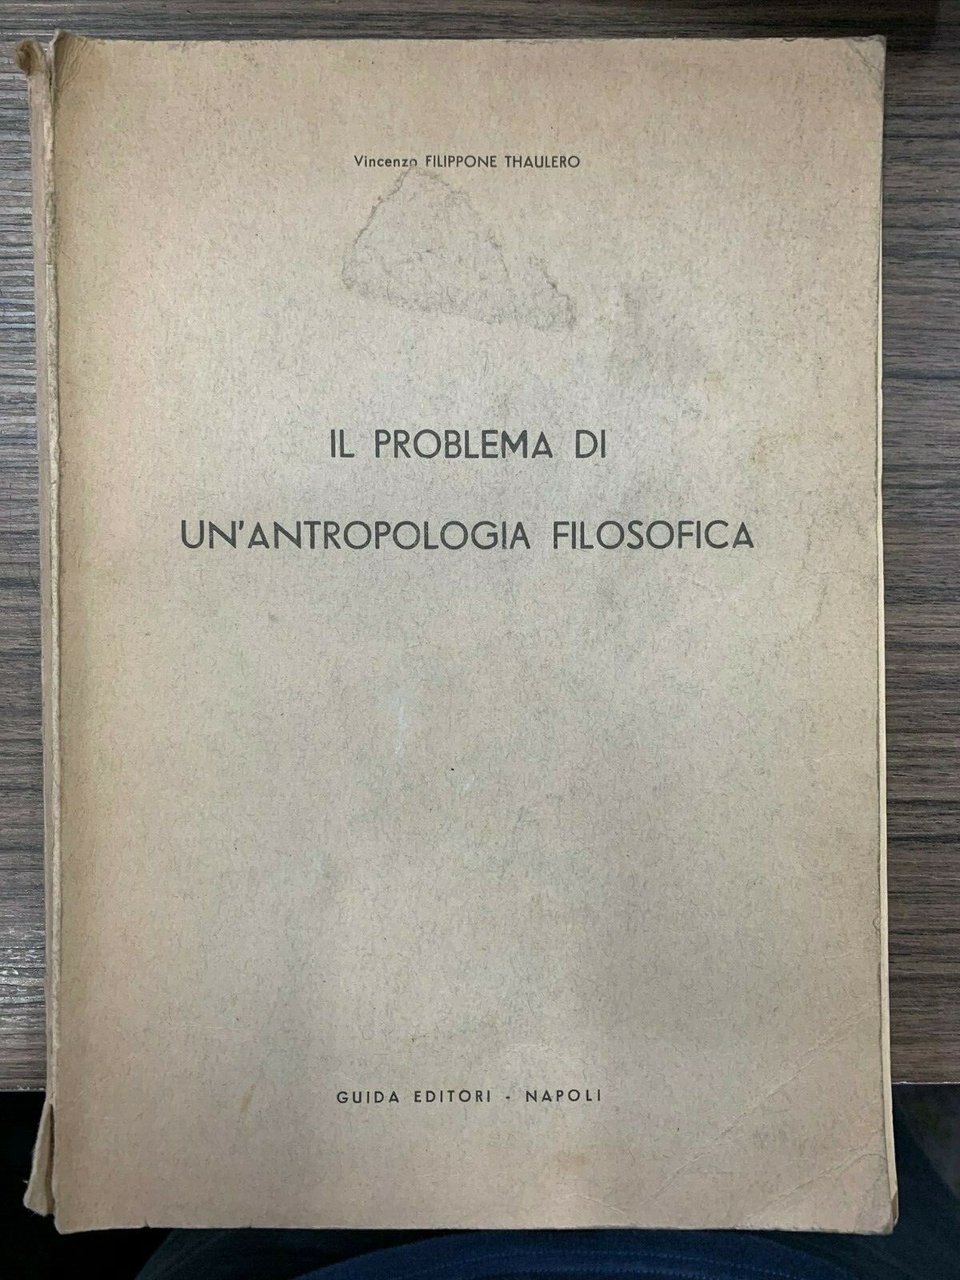 Vincenzo FILIPPONE THAULERO
IL PROBLEMA DI
UN'ANTROPOLOGIA FILOSOFICA
GUIDA EDITORI - NAPOLI